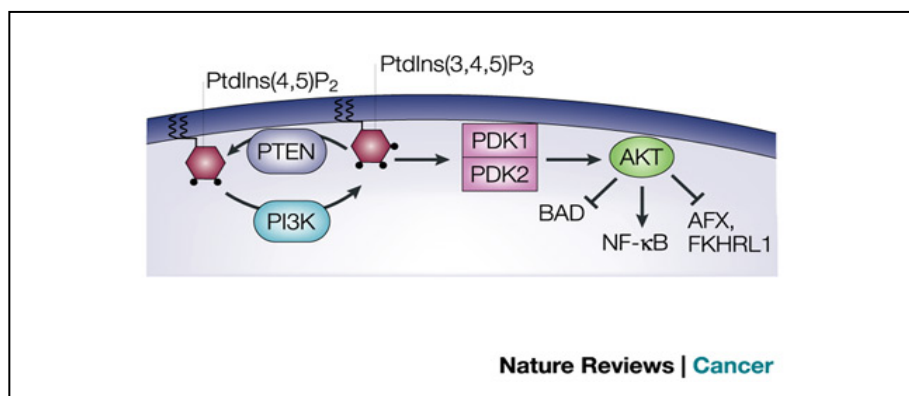 PtdIns(3,4,5)P₃
PtdIns(4,5)P₂
PTEN
PI3K
PDK1
PDK2
AKT
BAD
NF-κB
AFX,
FKHRL1
Nature Reviews | Cancer